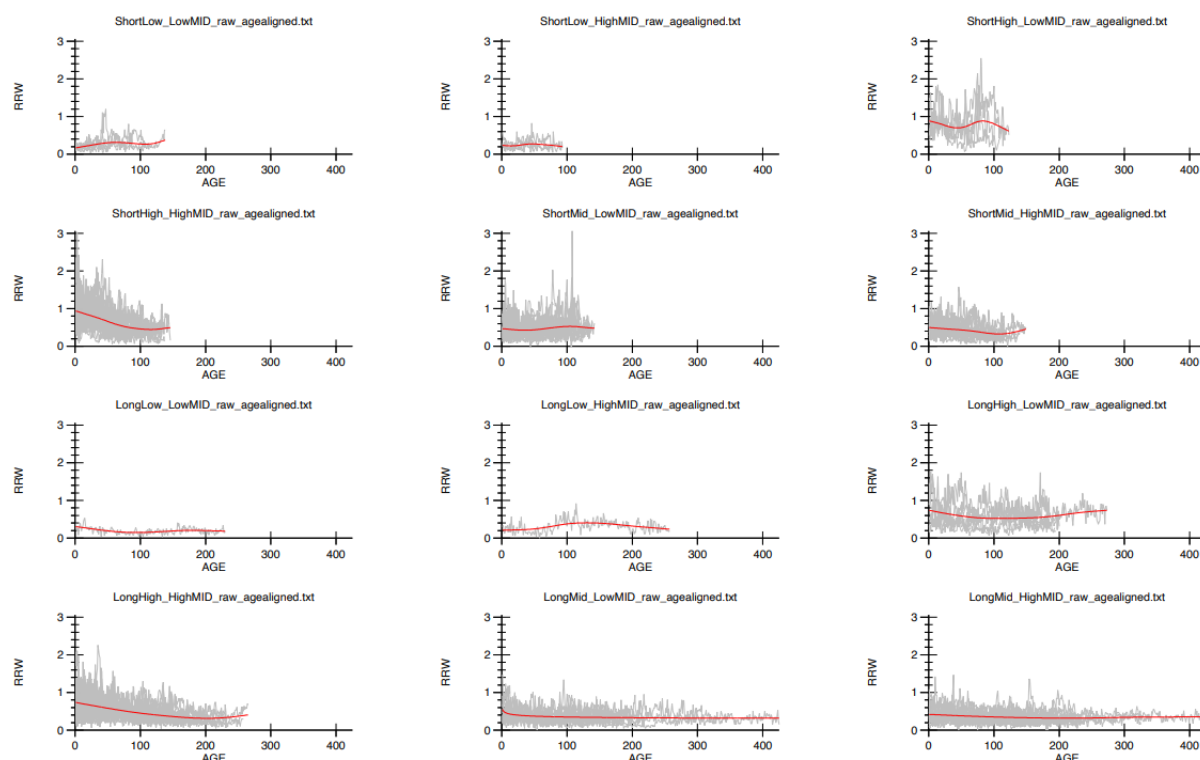 ShortLow_LowMID_raw_agealigned.txt ShortLow_HighMID_raw_agealigned.txt ShortHigh_LowMID_raw_agealigned.txt
3 3 3
2 2 2
RRW RRW RRW
1 1 1
0 0 0
0 100 200 300 400 0 100 200 300 400 0 100 200 300 400
AGE AGE AGE
ShortHigh_HighMID_raw_agealigned.txt ShortMid_LowMID_raw_agealigned.txt ShortMid_HighMID_raw_agealigned.txt
3 3 3
2 2 2
RRW RRW RRW
1 1 1
0 0 0
0 100 200 300 400 0 100 200 300 400 0 100 200 300 400
AGE AGE AGE
LongLow_LowMID_raw_agealigned.txt LongLow_HighMID_raw_agealigned.txt LongHigh_LowMID_raw_agealigned.txt
3 3 3
2 2 2
RRW RRW RRW
1 1 1
0 0 0
0 100 200 300 400 0 100 200 300 400 0 100 200 300 400
AGE AGE AGE
LongHigh_HighMID_raw_agealigned.txt LongMid_LowMID_raw_agealigned.txt LongMid_HighMID_raw_agealigned.txt
3 3 3
2 2 2
RRW RRW RRW
1 1 1
0 0 0
0 100 200 300 400 0 100 200 300 400 0 100 200 300 400
AGE AGE AGE